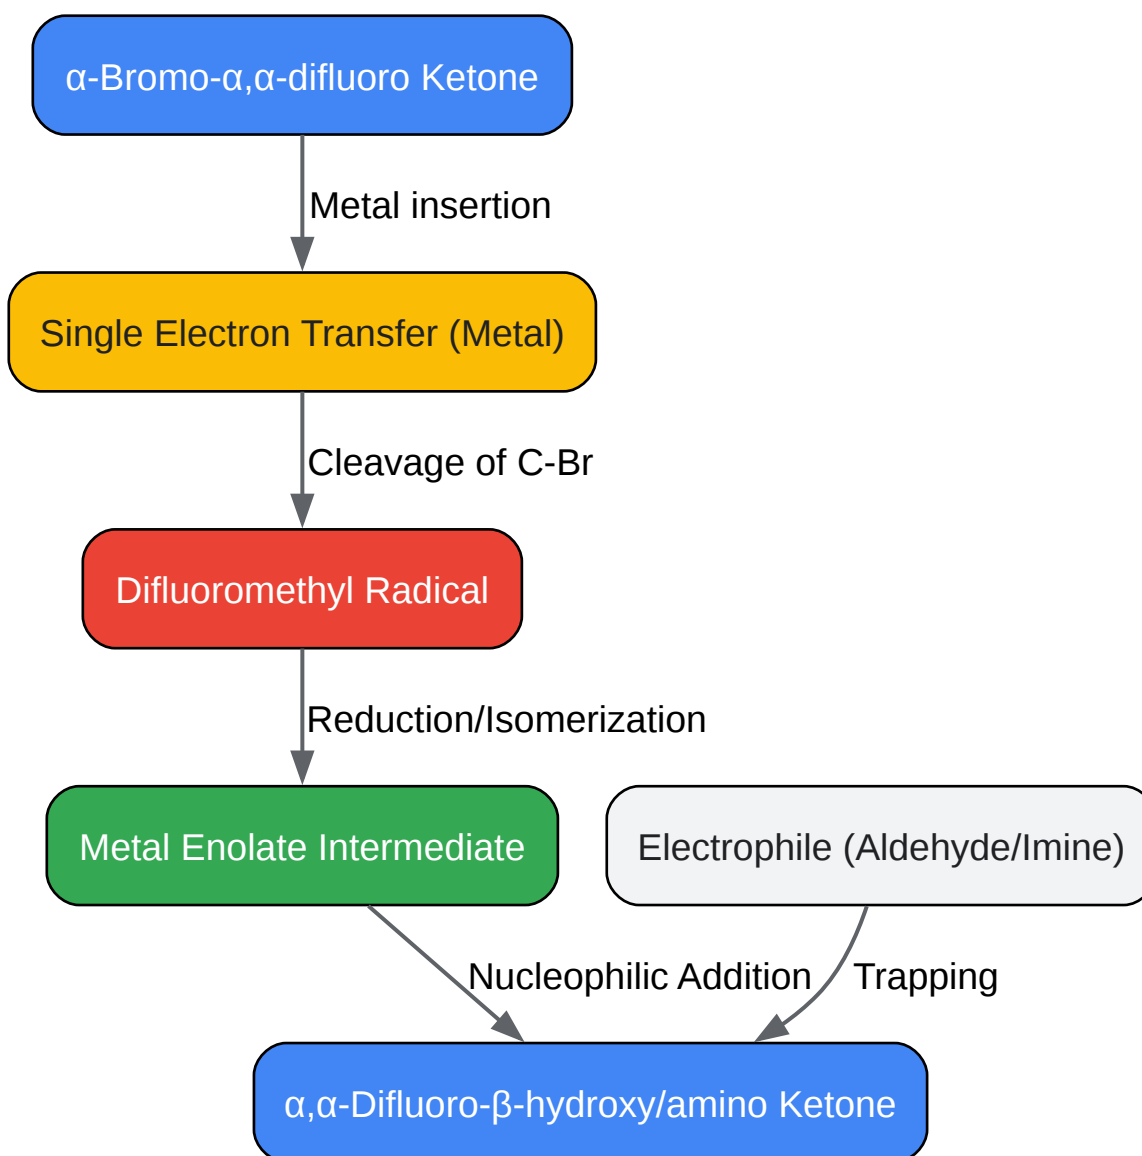 α-Bromo-α,α-difluoro Ketone
Metal insertion
Single Electron Transfer (Metal)
Cleavage of C-Br
Difluoromethyl Radical
Reduction/Isomerization
Metal Enolate Intermediate
Electrophile (Aldehyde/Imine)
Nucleophilic Addition
Trapping
α,α-Difluoro-β-hydroxy/amino Ketone